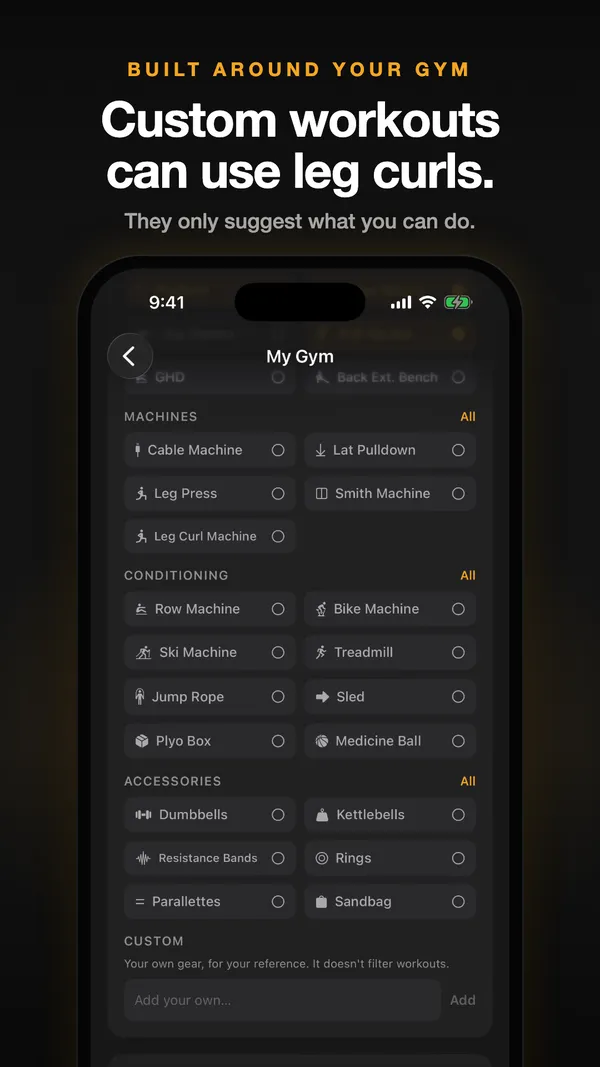 BUILT AROUND YOUR GYM
Custom workouts
can use leg curls.
They only suggest what you can do.
9:41
My Gym
GHD
Back Ext. Bench
MACHINES
All
Cable Machine
Lat Pulldown
Leg Press
Smith Machine
Leg Curl Machine
CONDITIONING
All
Row Machine
Bike Machine
Ski Machine
Treadmill
Jump Rope
Sled
Plyo Box
Medicine Ball
ACCESSORIES
All
Dumbbells
Kettlebells
Resistance Bands
Rings
Parallettes
Sandbag
CUSTOM
Your own gear, for your reference. It doesn't filter workouts.
Add your own...
Add